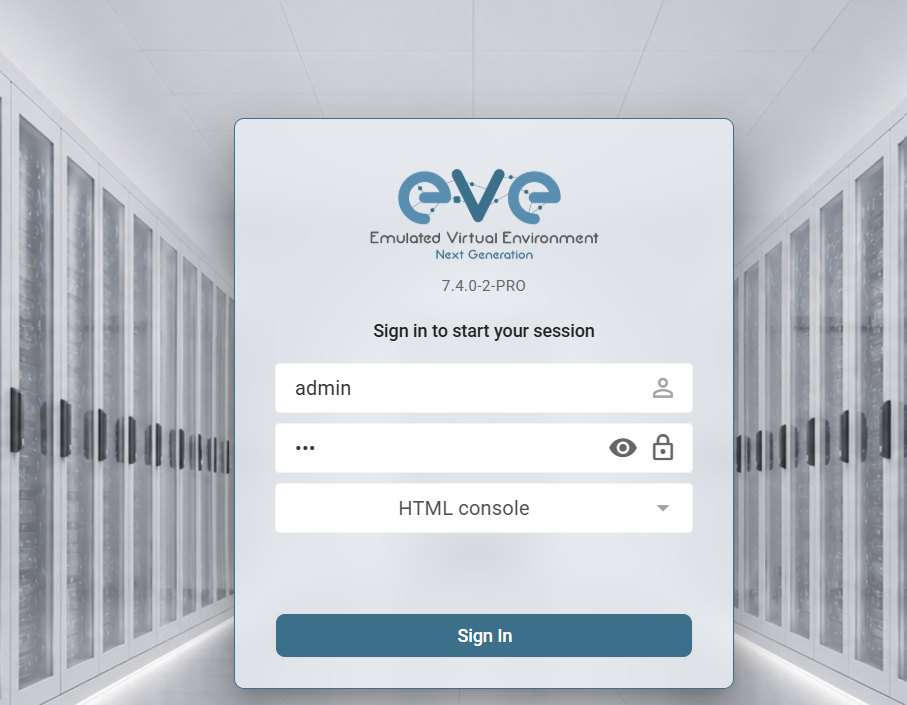 eve
Emulated Virtual Environment
Next Generation
7.4.0-2-PRO
Sign in to start your session
admin
•••
HTML console
Sign In